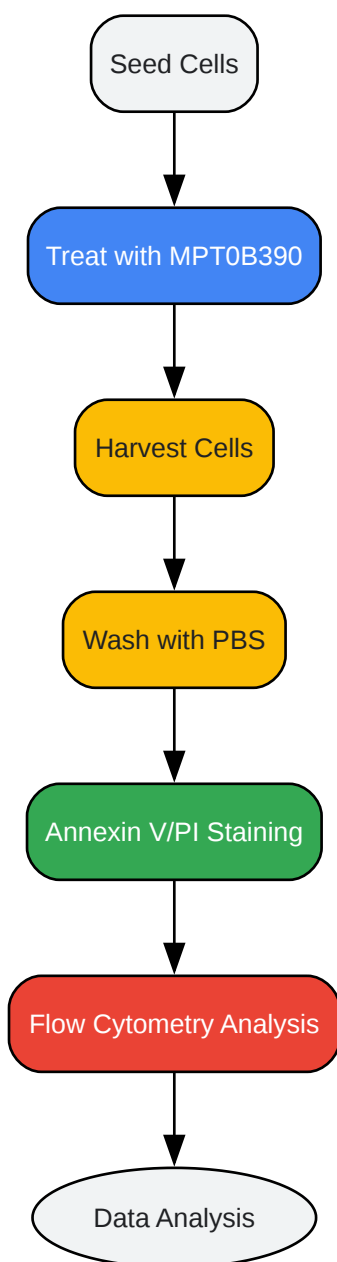 Seed Cells
Treat with MPT0B390
Harvest Cells
Wash with PBS
Annexin V/PI Staining
Flow Cytometry Analysis
Data Analysis